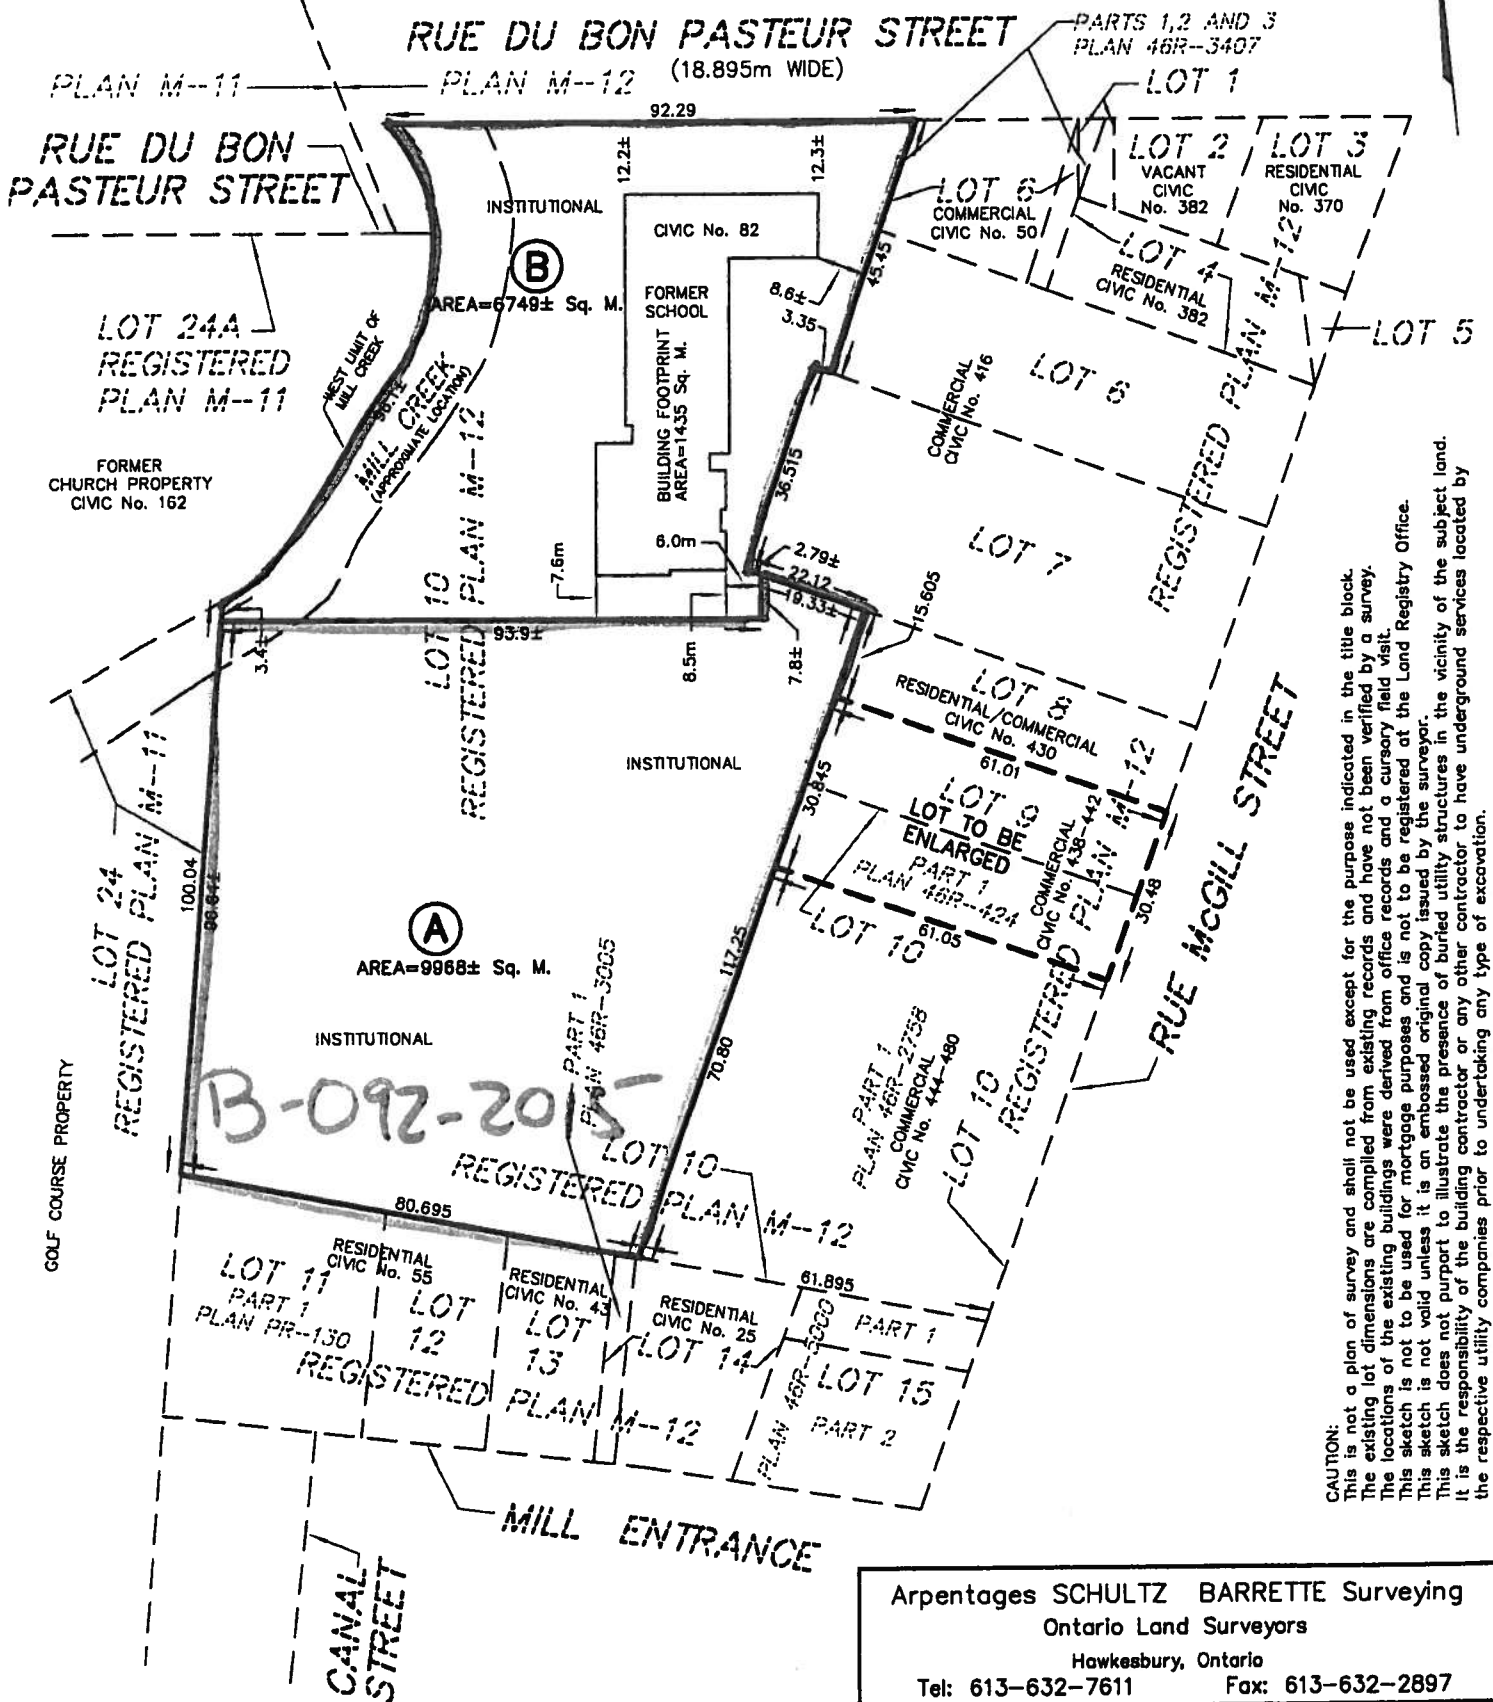 RUE DU BON PASTEUR STREET
(18.895m WIDE)
PARTS 1,2 AND 3
PLAN 46R--3407
PLAN M--11
PLAN M--12
LOT 1
92.29
RUE DU BON
PASTEUR STREET
12.2±
12.3±
LOT 2
VACANT
CIVIC
No. 382
LOT 3
RESIDENTIAL
CIVIC
No. 370
INSTITUTIONAL
CIVIC No. 82
LOT 6
COMMERCIAL
CIVIC No. 50
B
AREA=6749± Sq. M.
FORMER
SCHOOL
BUILDING FOOTPRINT
AREA=1435 Sq. M.
8.6±
3.35
45.451
LOT 4
RESIDENTIAL
CIVIC No. 382
LOT 5
LOT 24A
REGISTERED
PLAN M--11
WEST UNIT OF
MILL CREEK
MILL CREEK
(APPROXIMATE LOCATION)
LOT 10
REGISTERED PLAN M--12
COMMERCIAL
CIVIC No. 416
LOT 6
REGISTERED PLAN M--12
FORMER
CHURCH PROPERTY
CIVIC No. 162
36.515
LOT 7
6.0m
7.6m
2.79±
22.12
19.33±
15.605
3.4±
93.9±
8.5m
7.8±
LOT 8
RESIDENTIAL/COMMERCIAL
CIVIC No. 430
61.01
INSTITUTIONAL
30.845
LOT 9
LOT TO BE
ENLARGED
PART 1
PLAN 46R--424
COMMERCIAL
CIVIC No. 438-442
61.05
30.48
RUE McGILL STREET
LOT 24
REGISTERED PLAN M--11
100.04
A
AREA=9968± Sq. M.
117.25
LOT 10
REGISTERED PLAN M--12
PART 1
PLAN 46R--3005
INSTITUTIONAL
70.80
PART 1
PLAN 46R--2758
COMMERCIAL
CIVIC No. 444-480
LOT 10
B-092-2015
GOLF COURSE PROPERTY
LOT 10
REGISTERED PLAN M--12
80.695
61.895
LOT 11
PART 1
PLAN PR--130
RESIDENTIAL
CIVIC No. 55
LOT
12
RESIDENTIAL
CIVIC No. 43
LOT
13
RESIDENTIAL
CIVIC No. 25
LOT 14
PLAN 46R--5000
PART 1
LOT 15
PART 2
REGISTERED PLAN M--12
MILL ENTRANCE
CANAL
STREET
CAUTION:
This is not a plan of survey and shall not be used except for the purpose indicated in the title block.
The existing lot dimensions are compiled from existing records and have not been verified by a survey.
The locations of the existing buildings were derived from office records and a cursory field visit.
This sketch is not to be used for mortgage purposes and is not to be registered at the Land Registry Office.
This sketch is not valid unless it is an embossed original copy issued by the surveyor.
This sketch does not purport to illustrate the presence of buried utility structures in the vicinity of the subject land.
It is the responsibility of the building contractor or any other contractor to have underground services located by
the respective utility companies prior to undertaking any type of excavation.
Arpentages SCHULTZ BARRETTE Surveying
Ontario Land Surveyors
Hawkesbury, Ontario
Tel: 613-632-7611 Fax: 613-632-2897